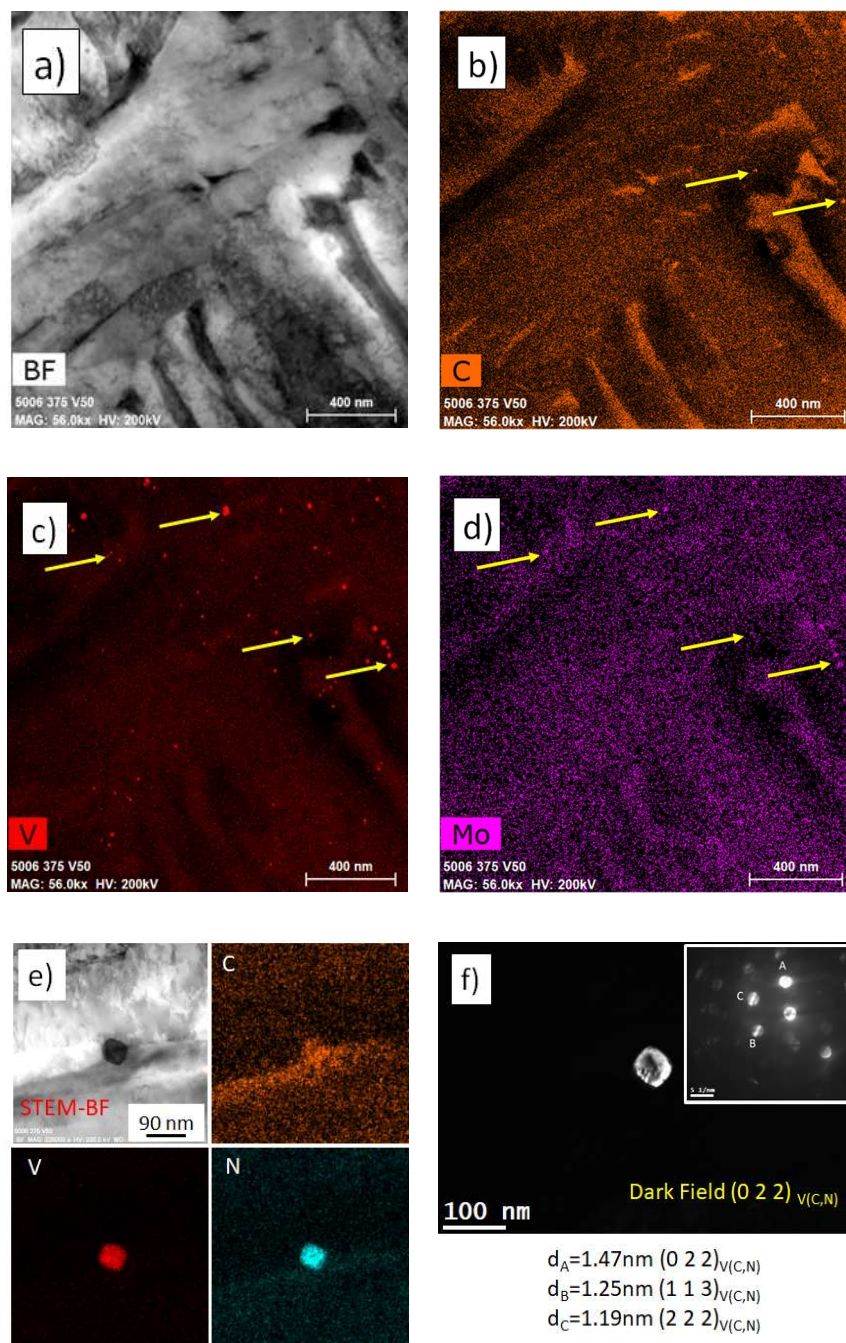 a)
BF
5006 375 V50
MAG: 56.0kx HV: 200kV
400 nm
b)
C
5006 375 V50
MAG: 56.0kx HV: 200kV
400 nm
c)
V
5006 375 V50
MAG: 56.0kx HV: 200kV
400 nm
d)
Mo
5006 375 V50
MAG: 56.0kx HV: 200kV
400 nm
e)
STEM-BF
90 nm
C
V
N
f)
A
C
B
5 1/nm
Dark Field (0 2 2) V(C,N)
100 nm
dA=1.47nm (0 2 2)V(C,N)
dB=1.25nm (1 1 3)V(C,N)
dC=1.19nm (2 2 2)V(C,N)